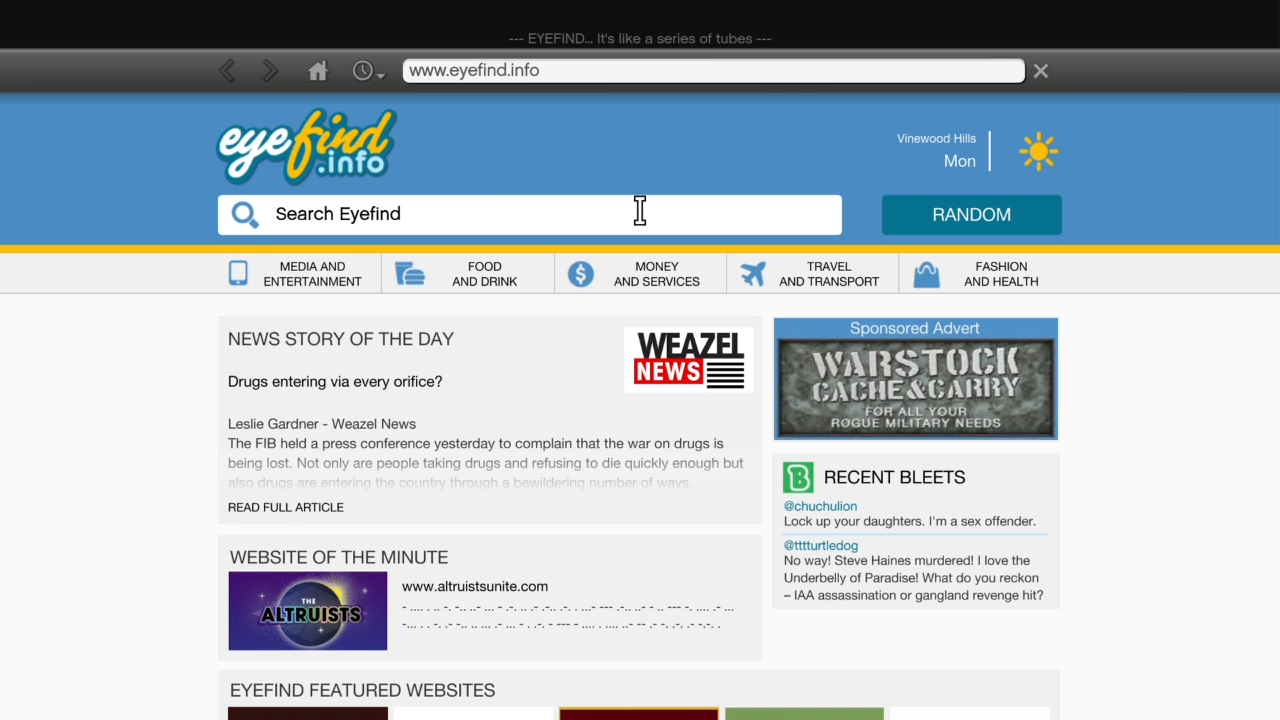 --- EYEFIND... It's like a series of tubes ---
www.eyefind.info
eyefind
.info
Vinewood Hills
Mon
Search Eyefind
RANDOM
MEDIA AND
ENTERTAINMENT
FOOD
AND DRINK
MONEY
AND SERVICES
TRAVEL
AND TRANSPORT
FASHION
AND HEALTH
NEWS STORY OF THE DAY
WEAZEL
NEWS
Drugs entering via every orifice?
Leslie Gardner - Weazel News
The FIB held a press conference yesterday to complain that the war on drugs is
being lost. Not only are people taking drugs and refusing to die quickly enough but
also drugs are entering the country through a bewildering number of ways.
READ FULL ARTICLE
Sponsored Advert
WARSTOCK
CACHE&CARRY
FOR ALL YOUR
ROGUE MILITARY NEEDS
RECENT BLEETS
@chuchulion
Lock up your daughters. I'm a sex offender.
@tttturtledog
No way! Steve Haines murdered! I love the
Underbelly of Paradise! What do you reckon
– IAA assassination or gangland revenge hit?
WEBSITE OF THE MINUTE
THE
ALTRUISTS
www.altruistsunite.com
EYEFIND FEATURED WEBSITES